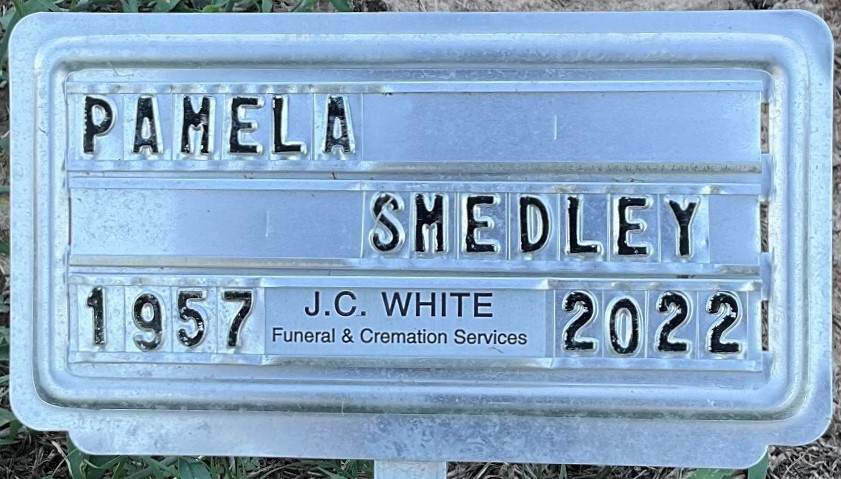 PAMELA
SMEDLEY
1957 J.C. WHITE 2022
Funeral & Cremation Services